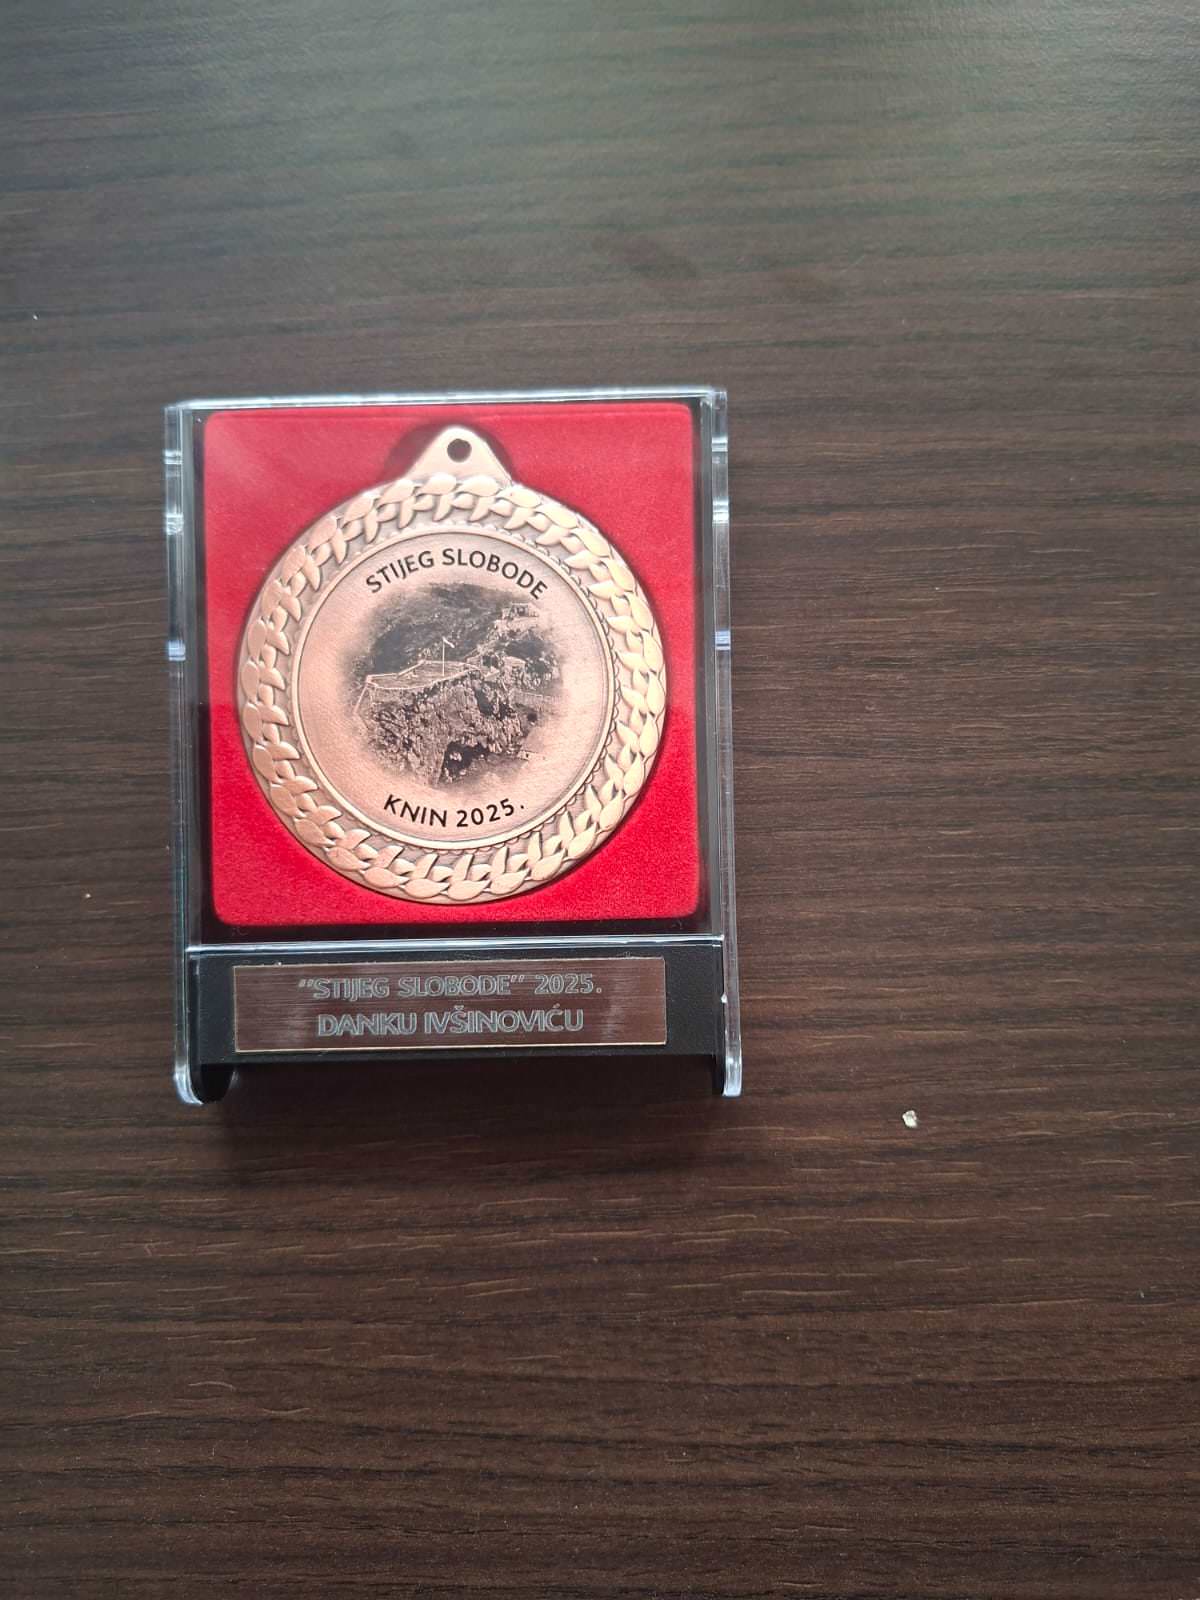 STIJEG SLOBODE
KNIN 2025.
"STIJEG SLOBODE" 2025.
DANKU IVŠINOVIĆU